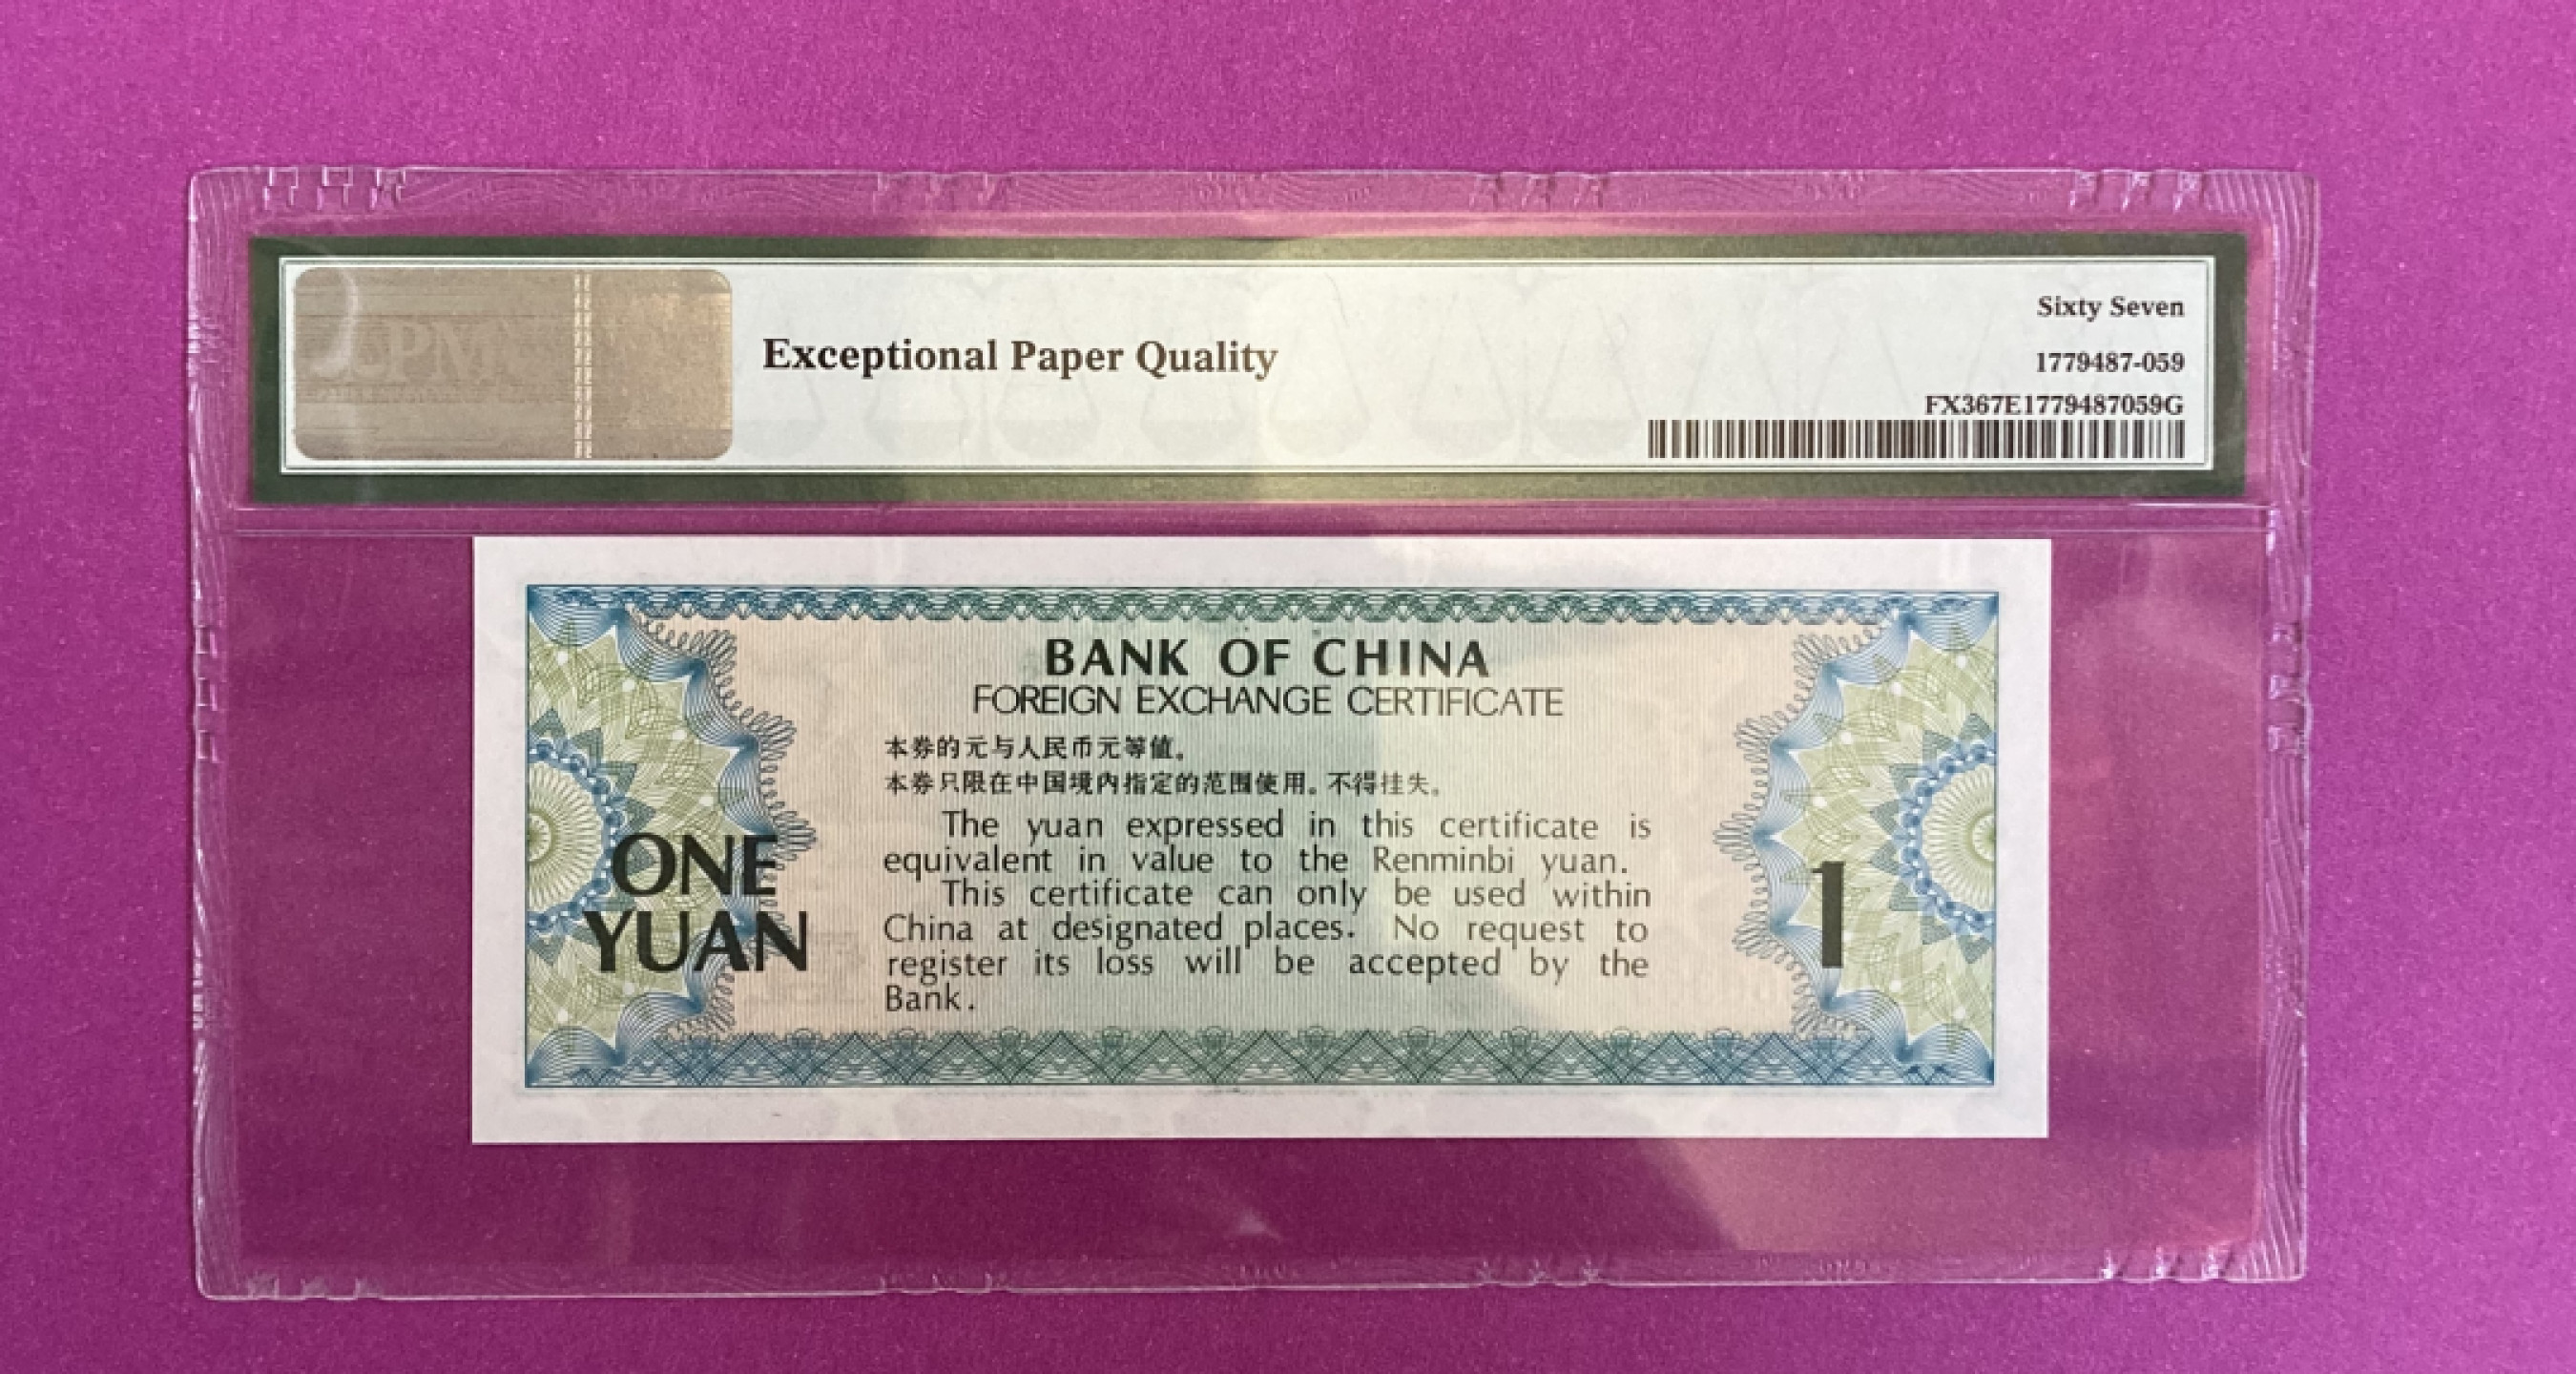 PMG
Exceptional Paper Quality
Sixty Seven
1779487-059
FX367E1779487059G
BANK OF CHINA
FOREIGN EXCHANGE CERTIFICATE
本券的元与人民币元等值。
本券只限在中国境内指定的范围使用。不得挂失。
The yuan expressed in this certificate is
equivalent in value to the Renminbi yuan.
This certificate can only be used within
China at designated places. No request to
register its loss will be accepted by the
Bank.
ONE
YUAN
1